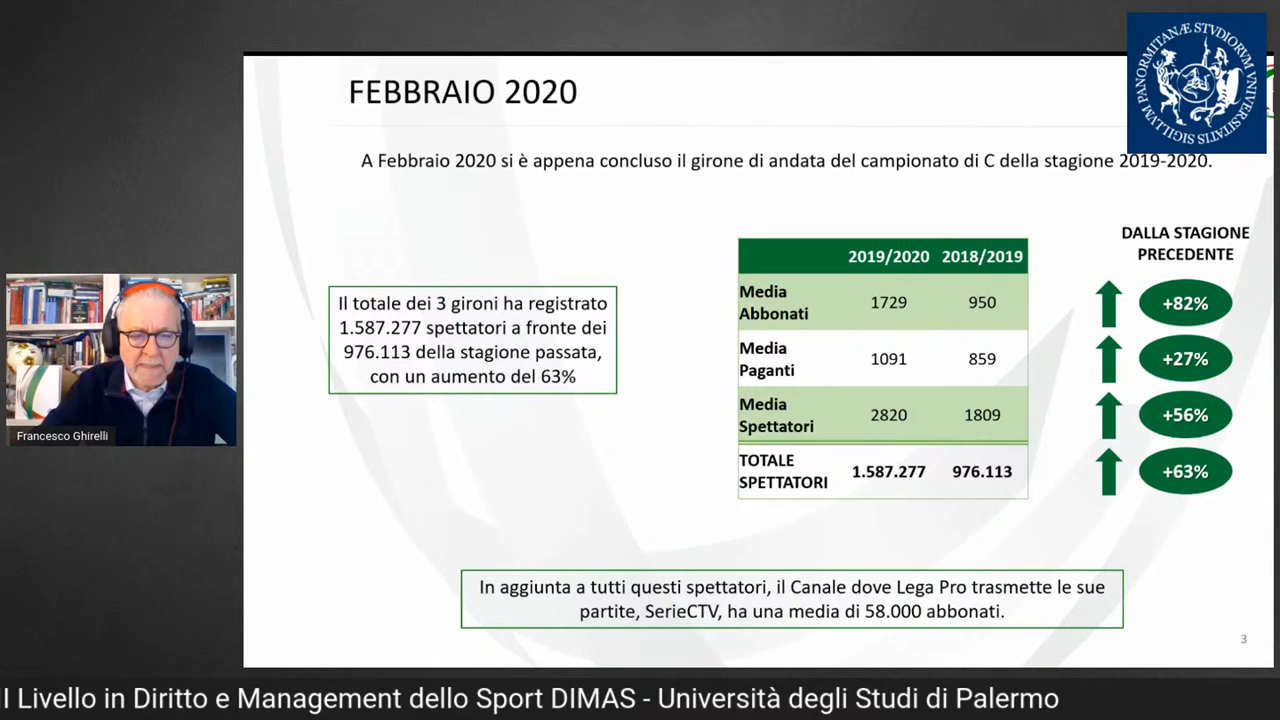 FEBBRAIO 2020
SIGILLVM PANORMITANÆ STVDIORVM VNIVERSITATIS
A Febbraio 2020 si è appena concluso il girone di andata del campionato di C della stagione 2019-2020.
DALLA STAGIONE
PRECEDENTE
2019/2020 2018/2019
Media
Abbonati
1729 950
+82%
Media
Paganti
1091 859
+27%
Media
Spettatori
2820 1809
+56%
TOTALE
SPETTATORI
1.587.277 976.113
+63%
Il totale dei 3 gironi ha registrato
1.587.277 spettatori a fronte dei
976.113 della stagione passata,
con un aumento del 63%
Francesco Ghirelli
In aggiunta a tutti questi spettatori, il Canale dove Lega Pro trasmette le sue
partite, SerieCTV, ha una media di 58.000 abbonati.
3
II Livello in Diritto e Management dello Sport DIMAS - Università degli Studi di Palermo